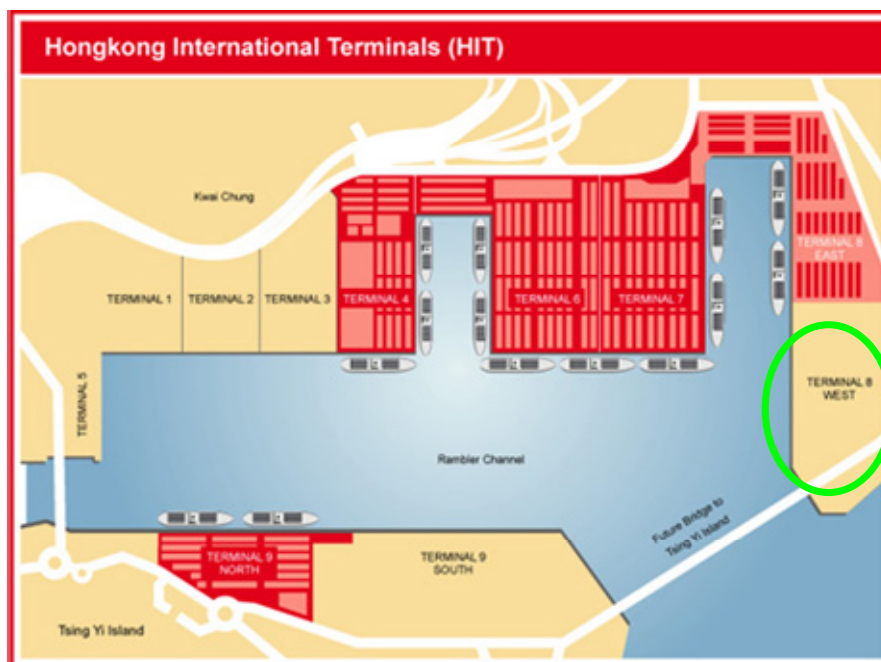 Hongkong International Terminals (HIT)
Kwai Chung
TERMINAL 1
TERMINAL 2
TERMINAL 3
TERMINAL 4
TERMINAL 6
TERMINAL 7
TERMINAL 8
EAST
TERMINAL 5
TERMINAL 8
WEST
Rambler Channel
Future Bridge to
Tsing Yi Island
TERMINAL 9
NORTH
TERMINAL 9
SOUTH
Tsing Yi Island